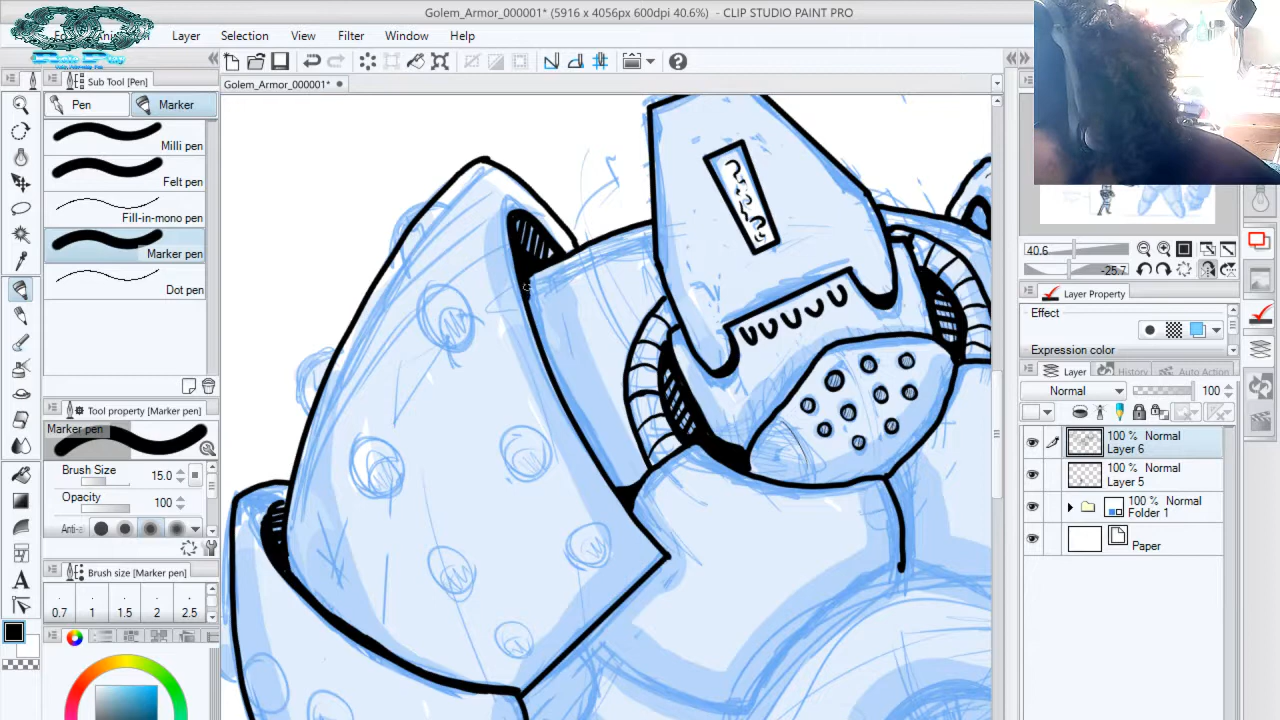 Golem_Armor_000001* (5916 x 4056px 600dpi 40.6%) - CLIP STUDIO PAINT PRO
Layer Selection View Filter Window Help
Sub Tool [Pen]
Golem_Armor_000001*
Pen Marker
Milli pen
Felt pen
Fill-in-mono pen
Marker pen
Dot pen
Tool property [Marker pen]
Marker pen
Brush Size 15.0
Opacity 100
Anti-a
Brush size [Marker pen]
0.7 1 1.5 2 2.5
40.6
-25.7
Layer Property
Effect
Expression color
Layer History Auto Action
Normal 100
100 % Normal
Layer 6
100 % Normal
Layer 5
100 % Normal
Folder 1
Paper